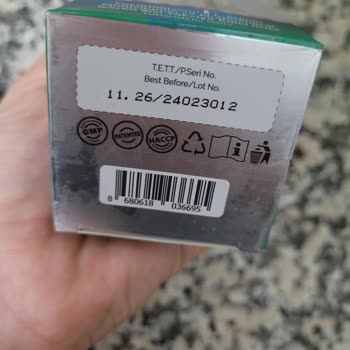 T.E.T.T./P.Seri No.
Best Before/Lot No.
11. 26/24023012
GMP
PATENTED
HACCP
8 680618 036695